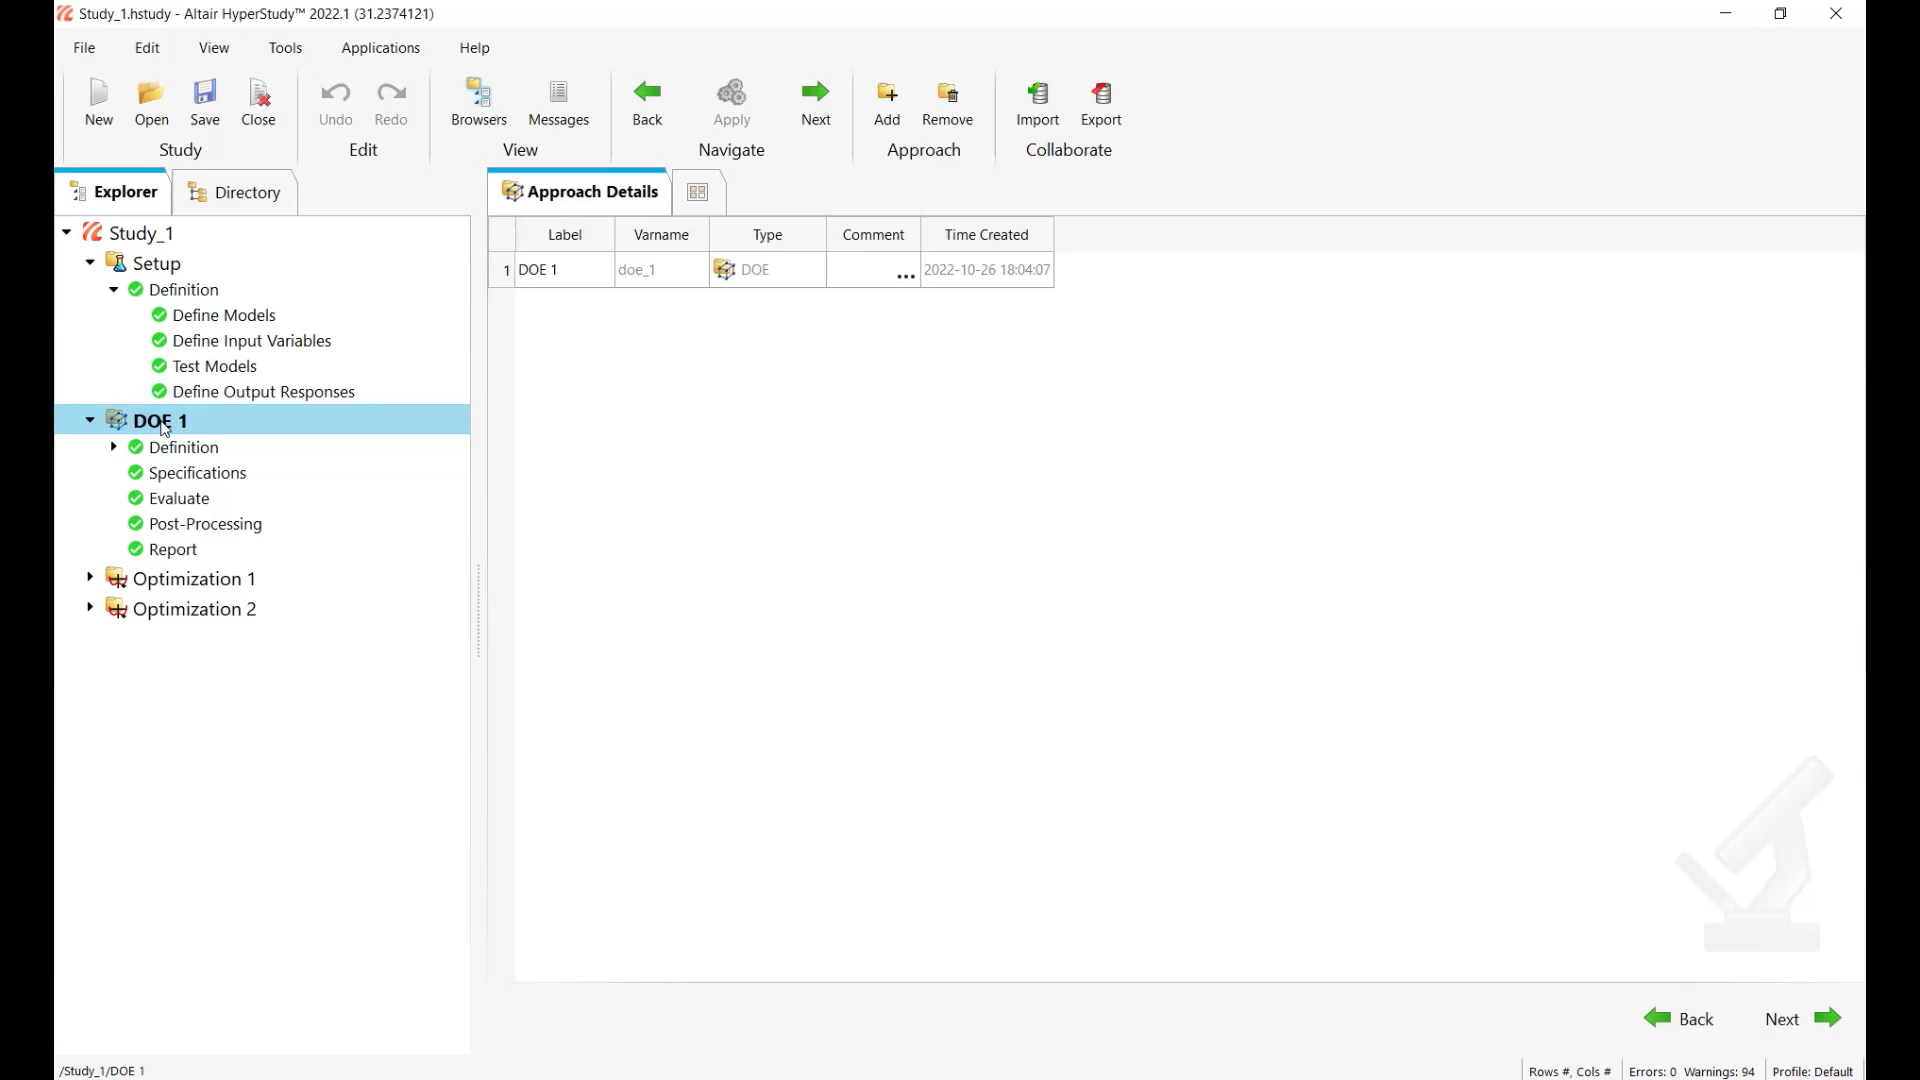 Study_1.hstudy - Altair HyperStudy™ 2022.1 (31.2374121)
File Edit View Tools Applications Help
New Open Save Close Undo Redo Browsers Messages Back Apply Next Add Remove Import Export
Study Edit View Navigate Approach Collaborate
Explorer Directory Approach Details
Study_1
Setup
Definition
Define Models
Define Input Variables
Test Models
Define Output Responses
DOE 1
Definition
Specifications
Evaluate
Post-Processing
Report
Optimization 1
Optimization 2
Label Varname Type Comment Time Created
1 DOE 1 doe_1 DOE ... 2022-10-26 18:04:07
Back Next
/Study_1/DOE 1 Rows #, Cols # Errors: 0 Warnings: 94 Profile: Default